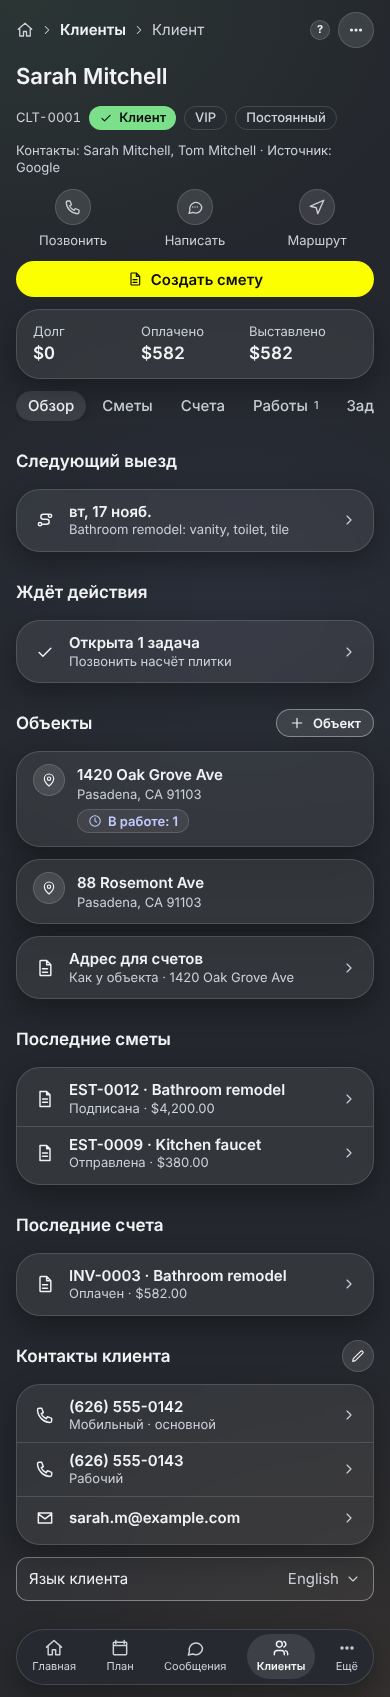 Клиенты > Клиент ?
Sarah Mitchell
CLT-0001 Клиент VIP Постоянный
Контакты: Sarah Mitchell, Tom Mitchell · Источник:
Google
Позвонить Написать Маршрут
Создать смету
Долг Оплачено Выставлено
$0 $582 $582
Обзор Сметы Счета Работы 1 Зад
Следующий выезд
вт, 17 нояб.
Bathroom remodel: vanity, toilet, tile
Ждёт действия
Открыта 1 задача
Позвонить насчёт плитки
Объекты + Объект
1420 Oak Grove Ave
Pasadena, CA 91103
В работе: 1
88 Rosemont Ave
Pasadena, CA 91103
Адрес для счетов
Как у объекта · 1420 Oak Grove Ave
Последние сметы
EST-0012 · Bathroom remodel
Подписана · $4,200.00
EST-0009 · Kitchen faucet
Отправлена · $380.00
Последние счета
INV-0003 · Bathroom remodel
Оплачен · $582.00
Контакты клиента
(626) 555-0142
Мобильный · основной
(626) 555-0143
Рабочий
sarah.m@example.com
Язык клиента English
Главная План Сообщения Клиенты Ещё